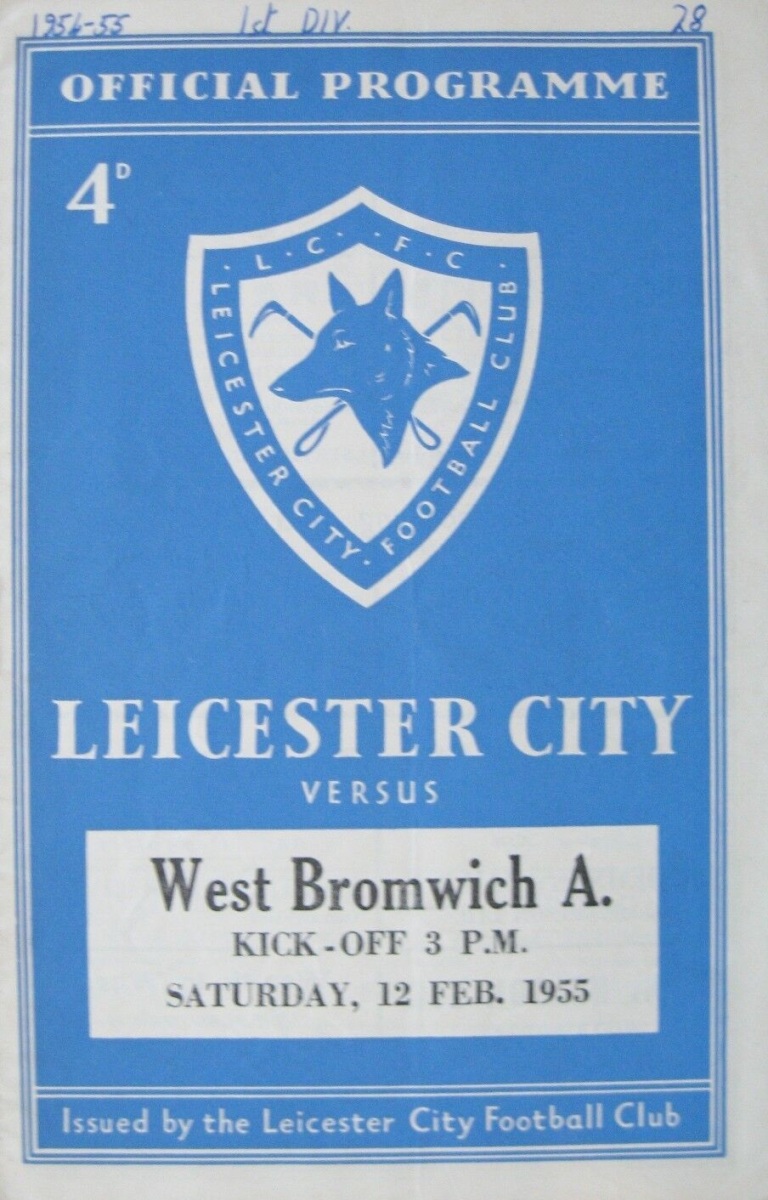 1954-55 1st DIV. 28
OFFICIAL PROGRAMME
4D
· L · C · · F · C ·
LEICESTER CITY · FOOTBALL CLUB
LEICESTER CITY
VERSUS
West Bromwich A.
KICK-OFF 3 P.M.
SATURDAY, 12 FEB. 1955
Issued by the Leicester City Football Club